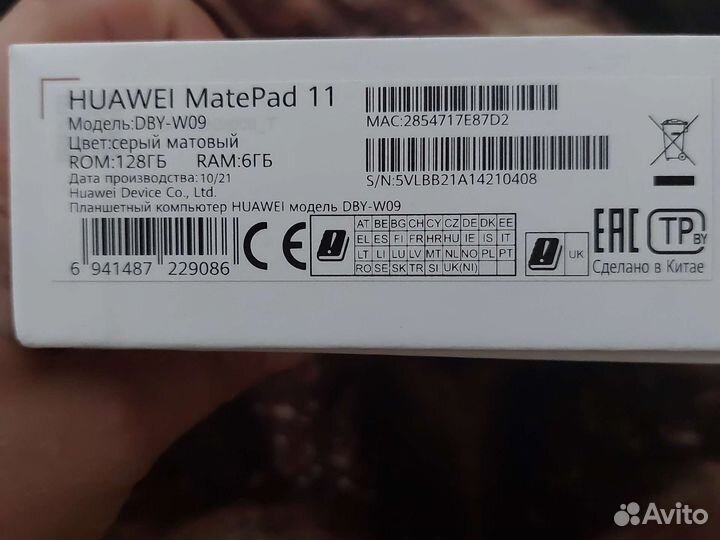 HUAWEI MatePad 11
Модель:DBY-W09
Цвет:серый матовый
ROM:128ГБ RAM:6ГБ
Дата производства: 10/21
Huawei Device Co., Ltd.
Планшетный компьютер HUAWEI модель DBY-W09
MAC:2854717E87D2
S/N:5VLBB21A14210408
6 941487 229086
CE
AT BE BG CH CY CZ DE DK EE
EL ES FI FR HR HU IE IS IT
LT LI LU LV MT NL NO PL PT
RO SE SK TR SI UK(NI)
UK
EAC
TP BY
Сделано в Китае
Avito